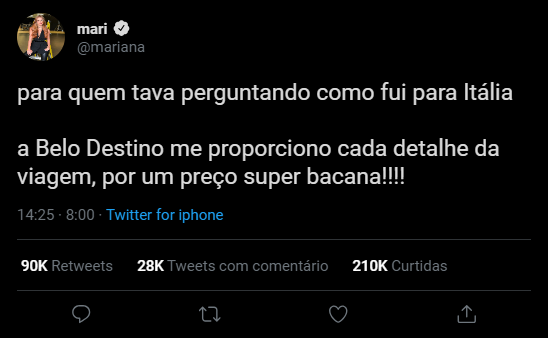 mari
@mariana
para quem tava perguntando como fui para Itália
a Belo Destino me proporciono cada detalhe da
viagem, por um preço super bacana!!!!
14:25 · 8:00 · Twitter for iphone
90K Retweets 28K Tweets com comentário 210K Curtidas